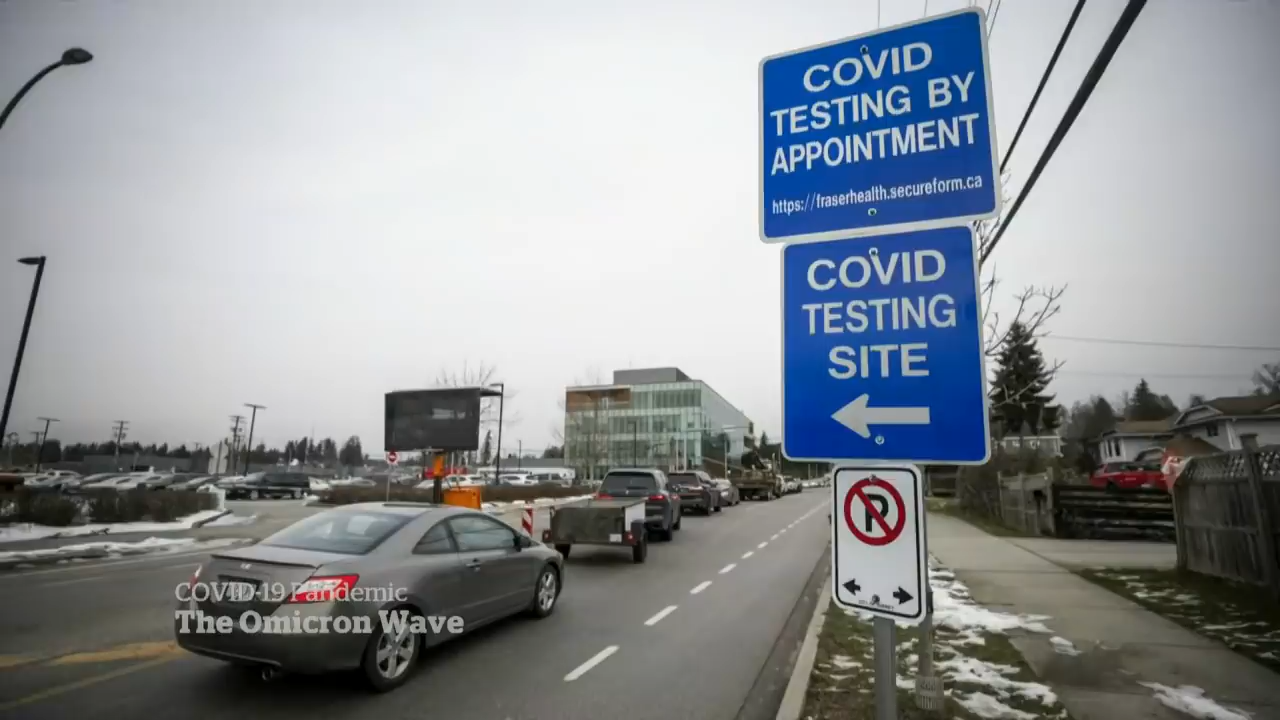 COVID
TESTING BY
APPOINTMENT
https://fraserhealth.secureform.ca
COVID
TESTING
SITE
P
COVID-19 Pandemic
The Omicron Wave